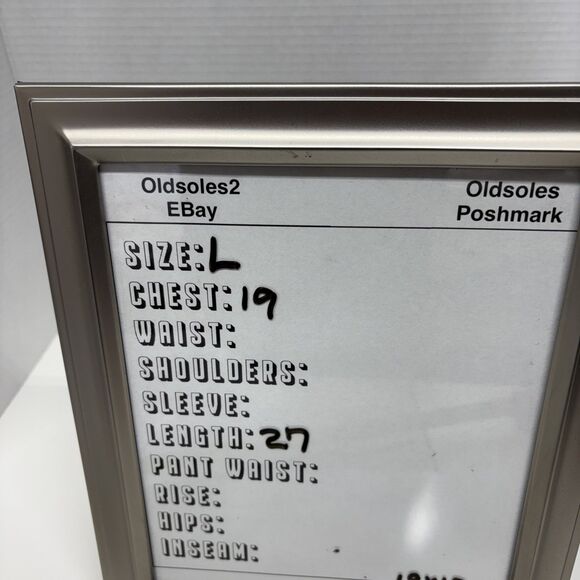 Oldsoles2 Oldsoles
EBay Poshmark
SIZE: L
CHEST: 19
WAIST:
SHOULDERS:
SLEEVE:
LENGTH: 27
PANT WAIST:
RISE:
HIPS:
INSEAM: